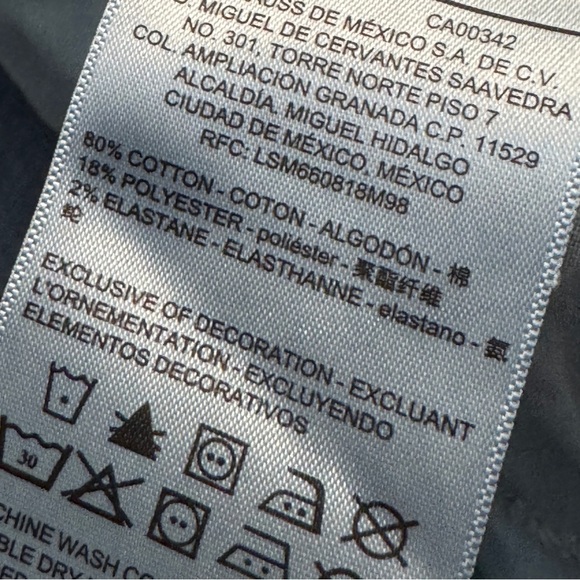 CA00342
USS DE MÉXICO S.A. DE C.V.
. MIGUEL DE CERVANTES SAAVEDRA
NO. 301, TORRE NORTE PISO 7
COL. AMPLIACIÓN GRANADA C.P. 11529
ALCALDÍA, MIGUEL HIDALGO
CIUDAD DE MÉXICO, MÉXICO
RFC: LSM660818M98
80% COTTON - COTON - ALGODÓN - 棉
18% POLYESTER - poliéster - 聚酯纤维
2% ELASTANE - ELASTHANNE - elastano - 氨
纶
EXCLUSIVE OF DECORATION - EXCLUANT
L'ORNEMENTATION - EXCLUYENDO
ELEMENTOS DECORATIVOS
30
CHINE WASH CO
BLE DRY